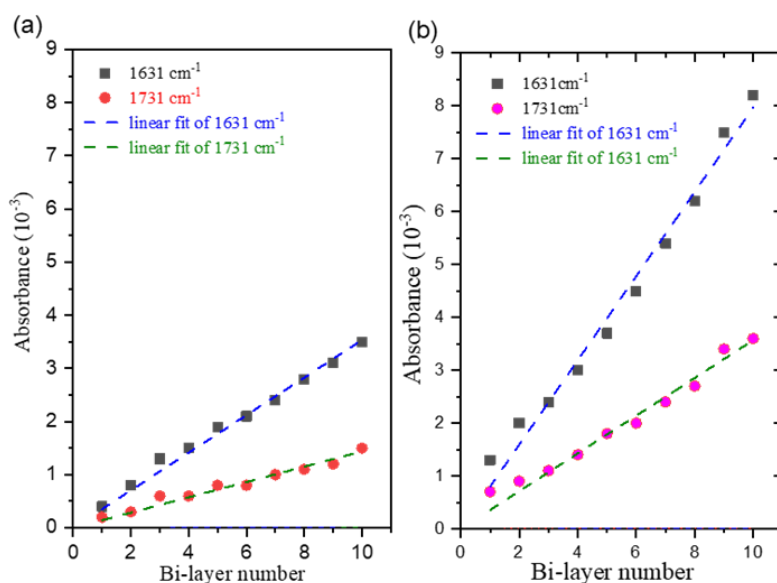 (a)
9
8
7
6
5
4
3
2
1
0
Absorbance (10⁻³)
1631 cm⁻¹
1731 cm⁻¹
linear fit of 1631 cm⁻¹
linear fit of 1731 cm⁻¹
0 2 4 6 8 10
Bi-layer number
(b)
9
8
7
6
5
4
3
2
1
0
Absorbance (10⁻³)
1631cm⁻¹
1731cm⁻¹
linear fit of 1631 cm⁻¹
linear fit of 1631 cm⁻¹
0 2 4 6 8 10
Bi-layer number